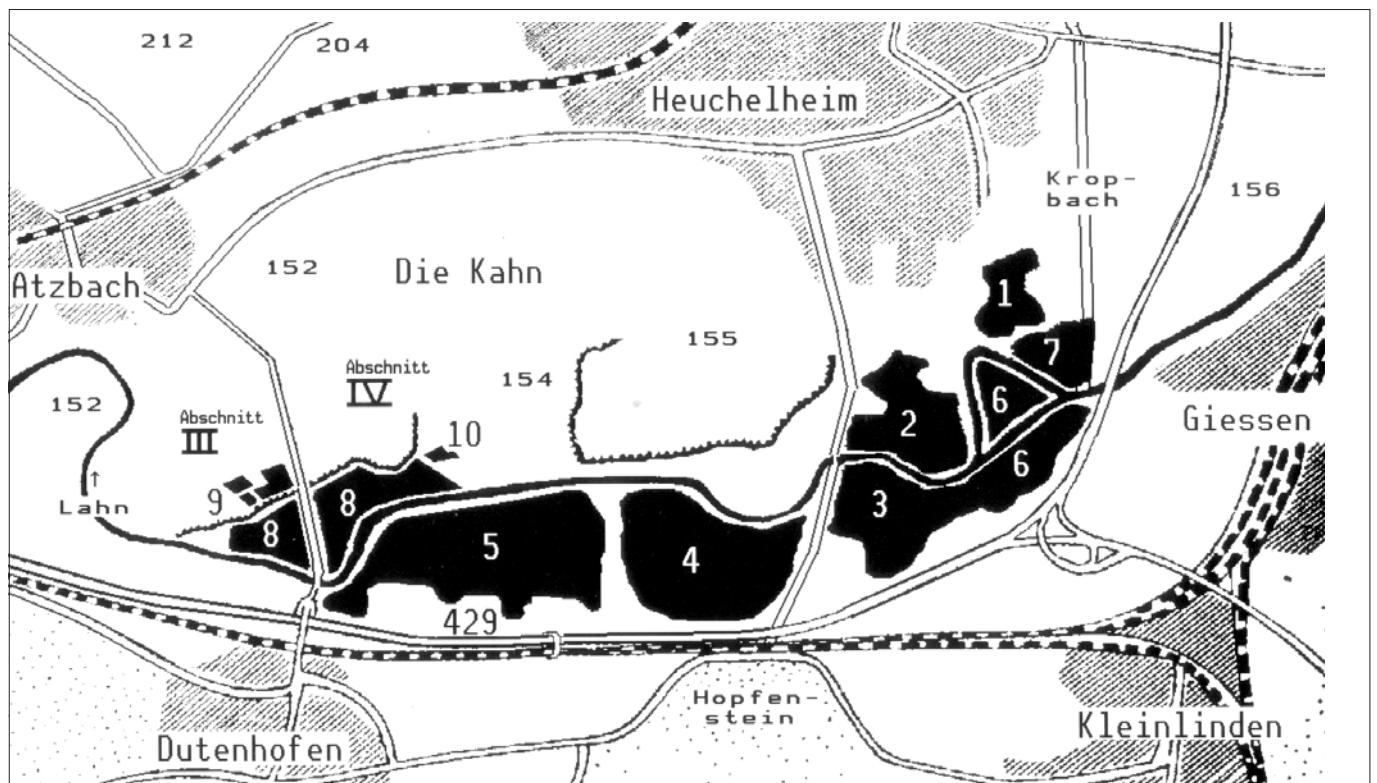 212
204
Heuchelheim
Krop-
bach
156
152
Die Kahn
Atzbach
1
155
7
Abschnitt
IV
154
152
6
Abschnitt
III
10
2
Giessen
6
9
Lahn
8
8
3
5
4
429
Hopfen-
stein
Kleinlinden
Dutenhofen